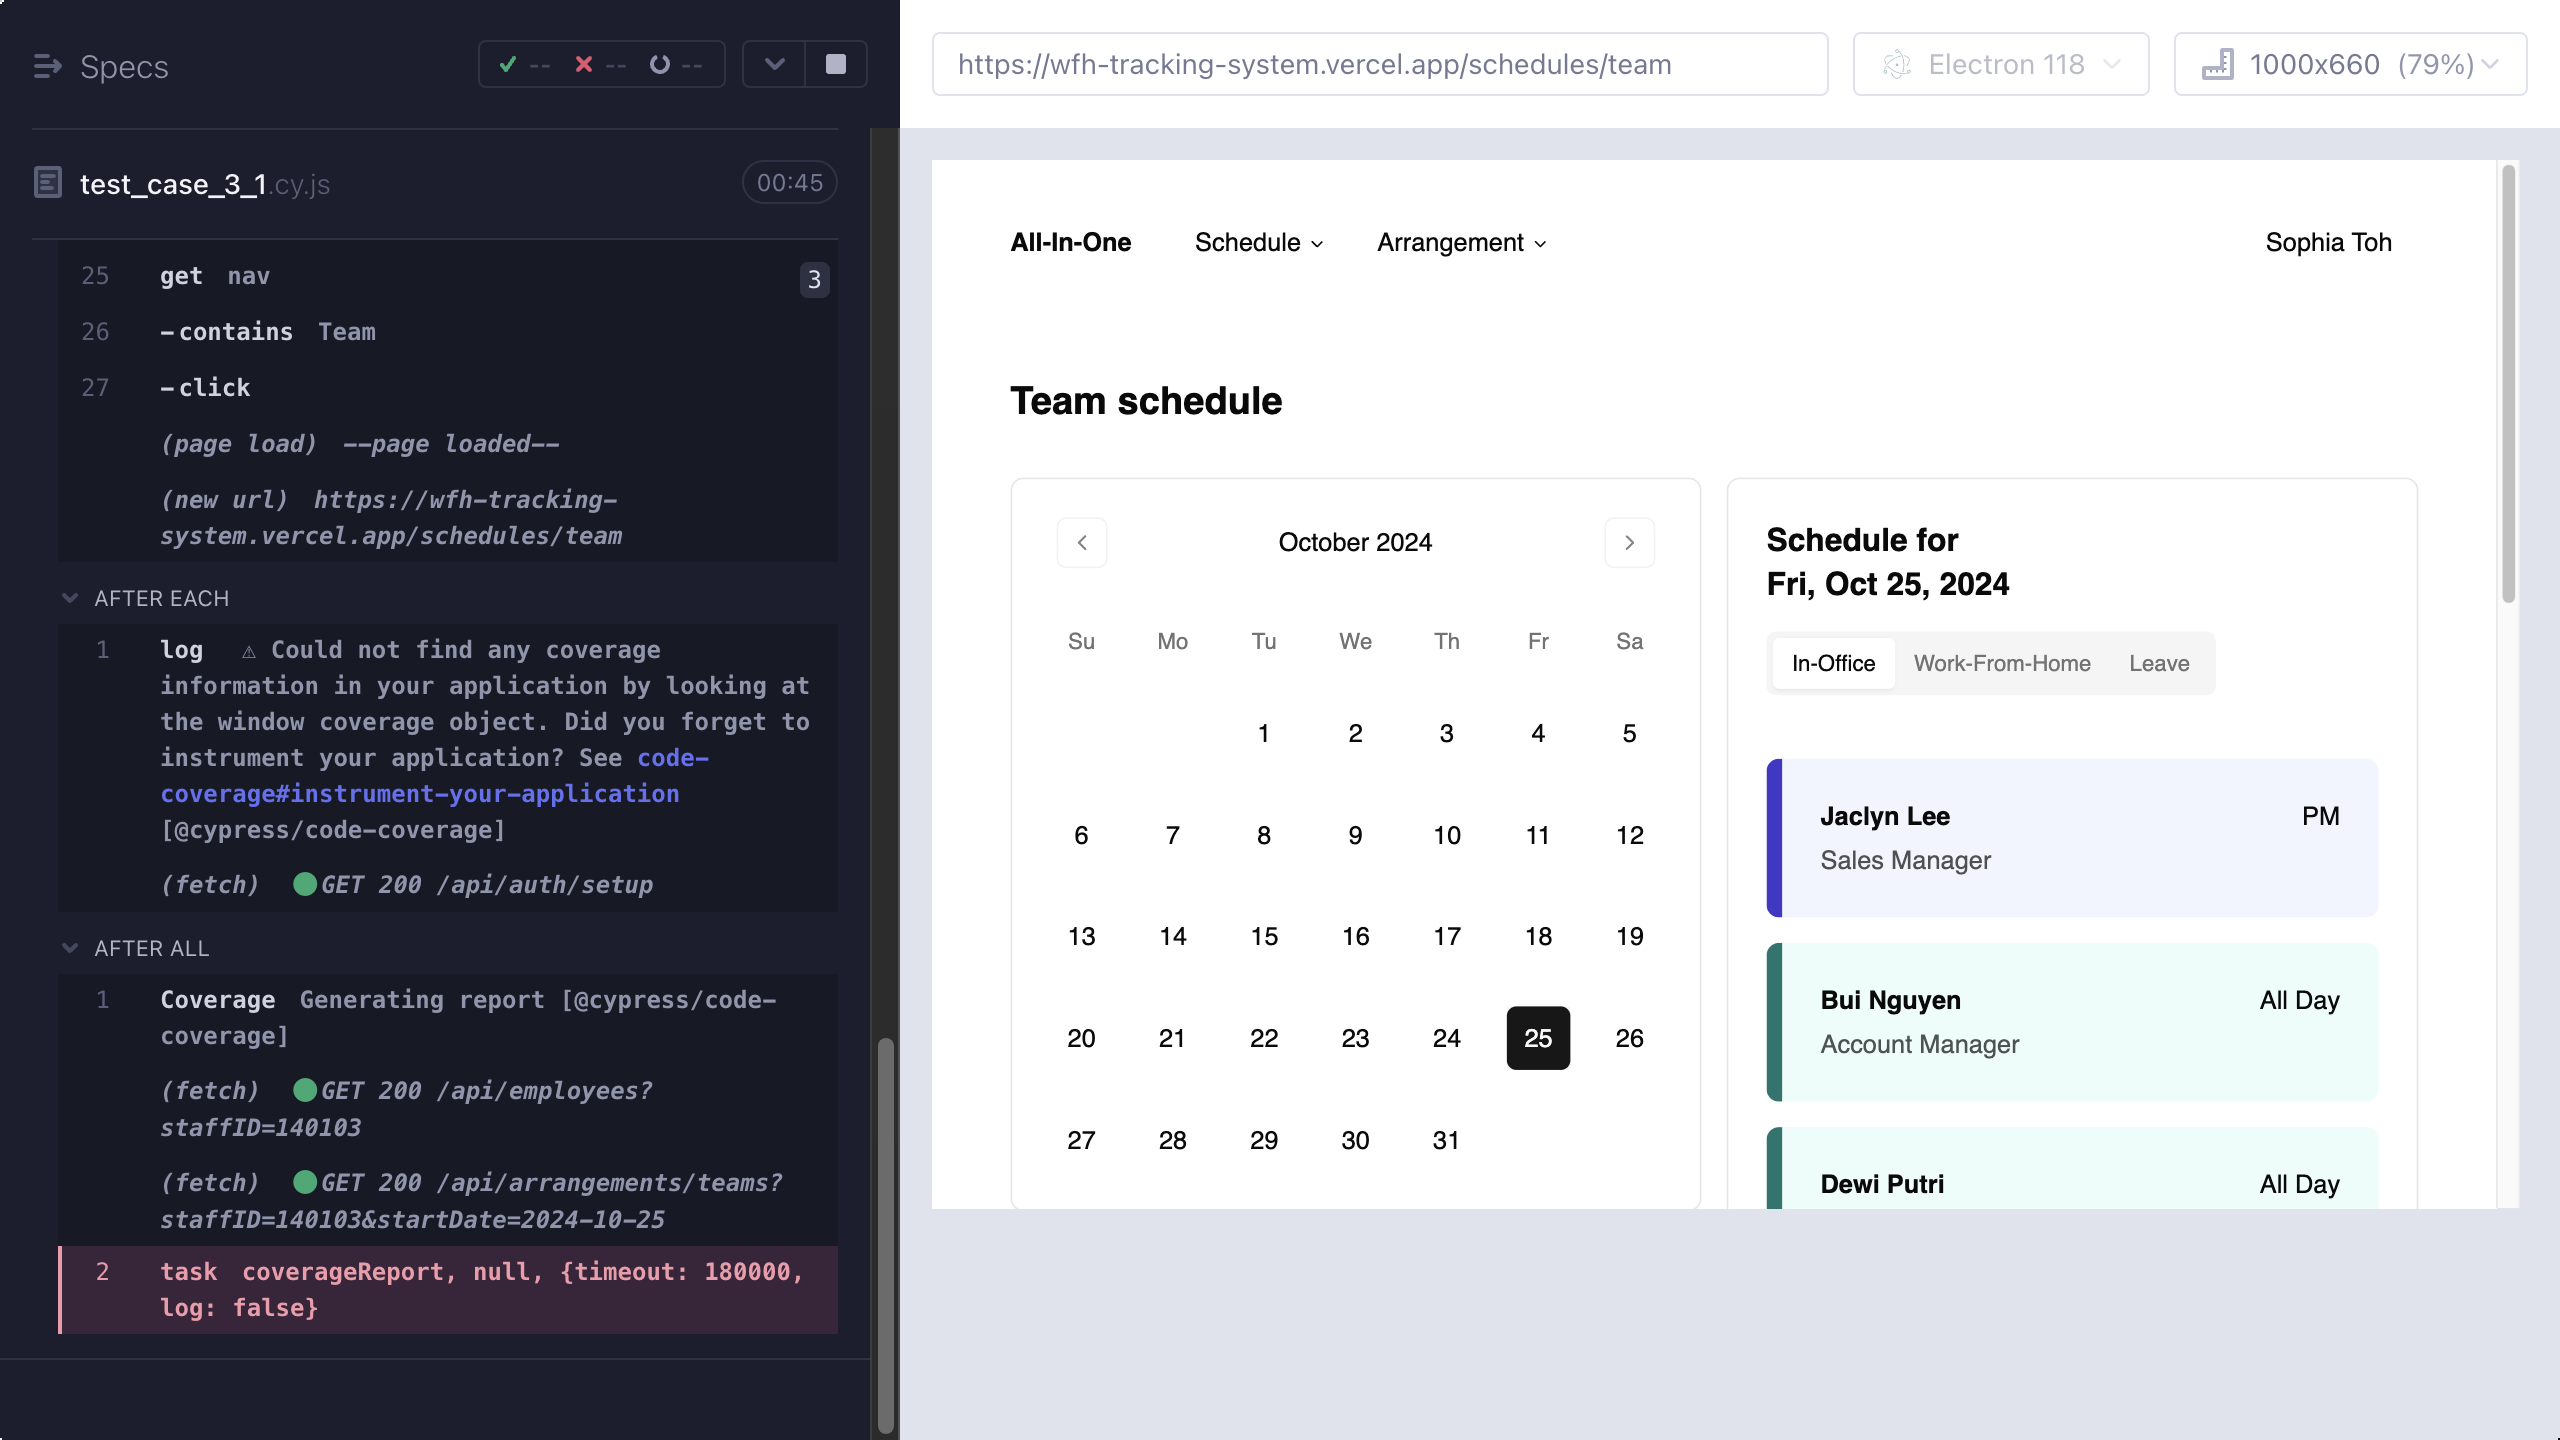 Specs
-- -- --
test_case_3_1.cy.js
00:45
25 get nav 3
26 -contains Team
27 -click
(page load) --page loaded--
(new url) https://wfh-tracking-
system.vercel.app/schedules/team
AFTER EACH
1 log ⚠ Could not find any coverage
information in your application by looking at
the window coverage object. Did you forget to
instrument your application? See code-
coverage#instrument-your-application
[@cypress/code-coverage]
(fetch) GET 200 /api/auth/setup
AFTER ALL
1 Coverage Generating report [@cypress/code-
coverage]
(fetch) GET 200 /api/employees?
staffID=140103
(fetch) GET 200 /api/arrangements/teams?
staffID=140103&startDate=2024-10-25
2 task coverageReport, null, {timeout: 180000,
log: false}
https://wfh-tracking-system.vercel.app/schedules/team
Electron 118
1000x660 (79%)
All-In-One Schedule Arrangement Sophia Toh
Team schedule
October 2024
Su Mo Tu We Th Fr Sa
1 2 3 4 5
6 7 8 9 10 11 12
13 14 15 16 17 18 19
20 21 22 23 24 25 26
27 28 29 30 31
Schedule for
Fri, Oct 25, 2024
In-Office Work-From-Home Leave
Jaclyn Lee PM
Sales Manager
Bui Nguyen All Day
Account Manager
Dewi Putri All Day